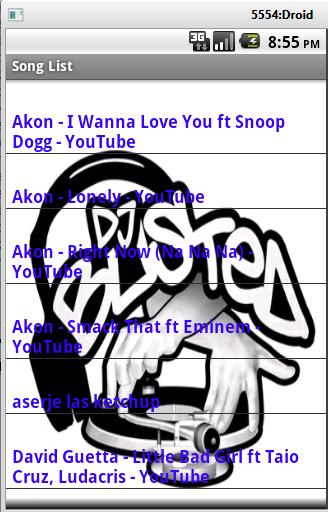 5554:Droid
3G 8:55 PM
Song List
Akon - I Wanna Love You ft Snoop
Dogg - YouTube
Akon - Lonely - YouTube
Akon - Right Now (Na Na Na) -
YouTube
Akon - Smack That ft Eminem -
YouTube
aserje las ketchup
David Guetta - Little Bad Girl ft Taio
Cruz, Ludacris - YouTube
DJ